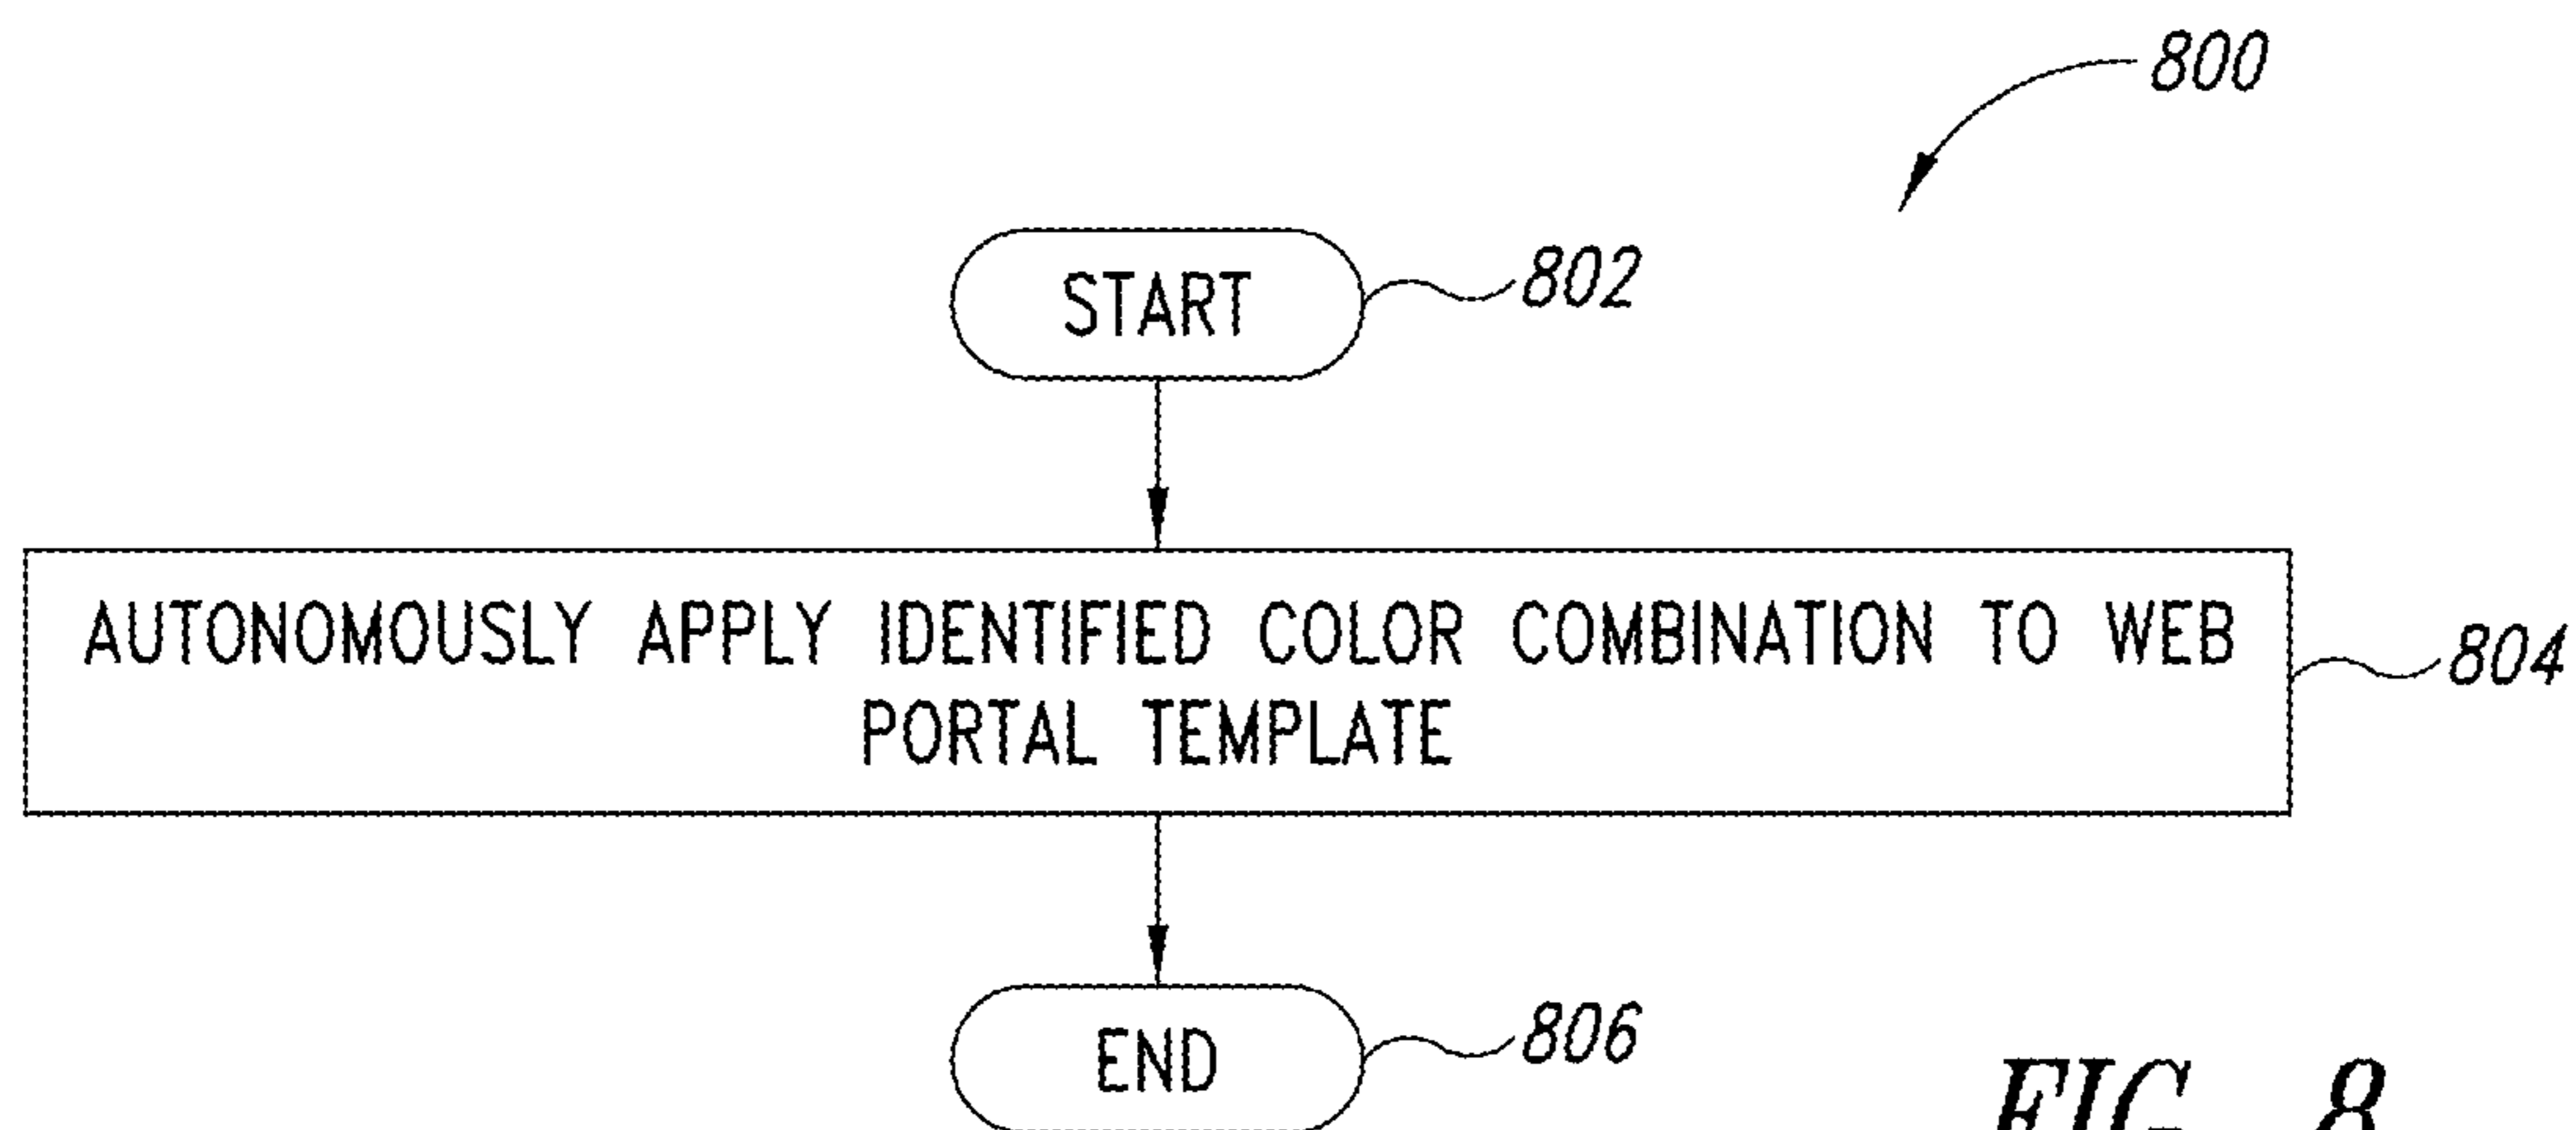 800
START
802
AUTONOMOUSLY APPLY IDENTIFIED COLOR COMBINATION TO WEB
PORTAL TEMPLATE
804
END
806
FIG. 8